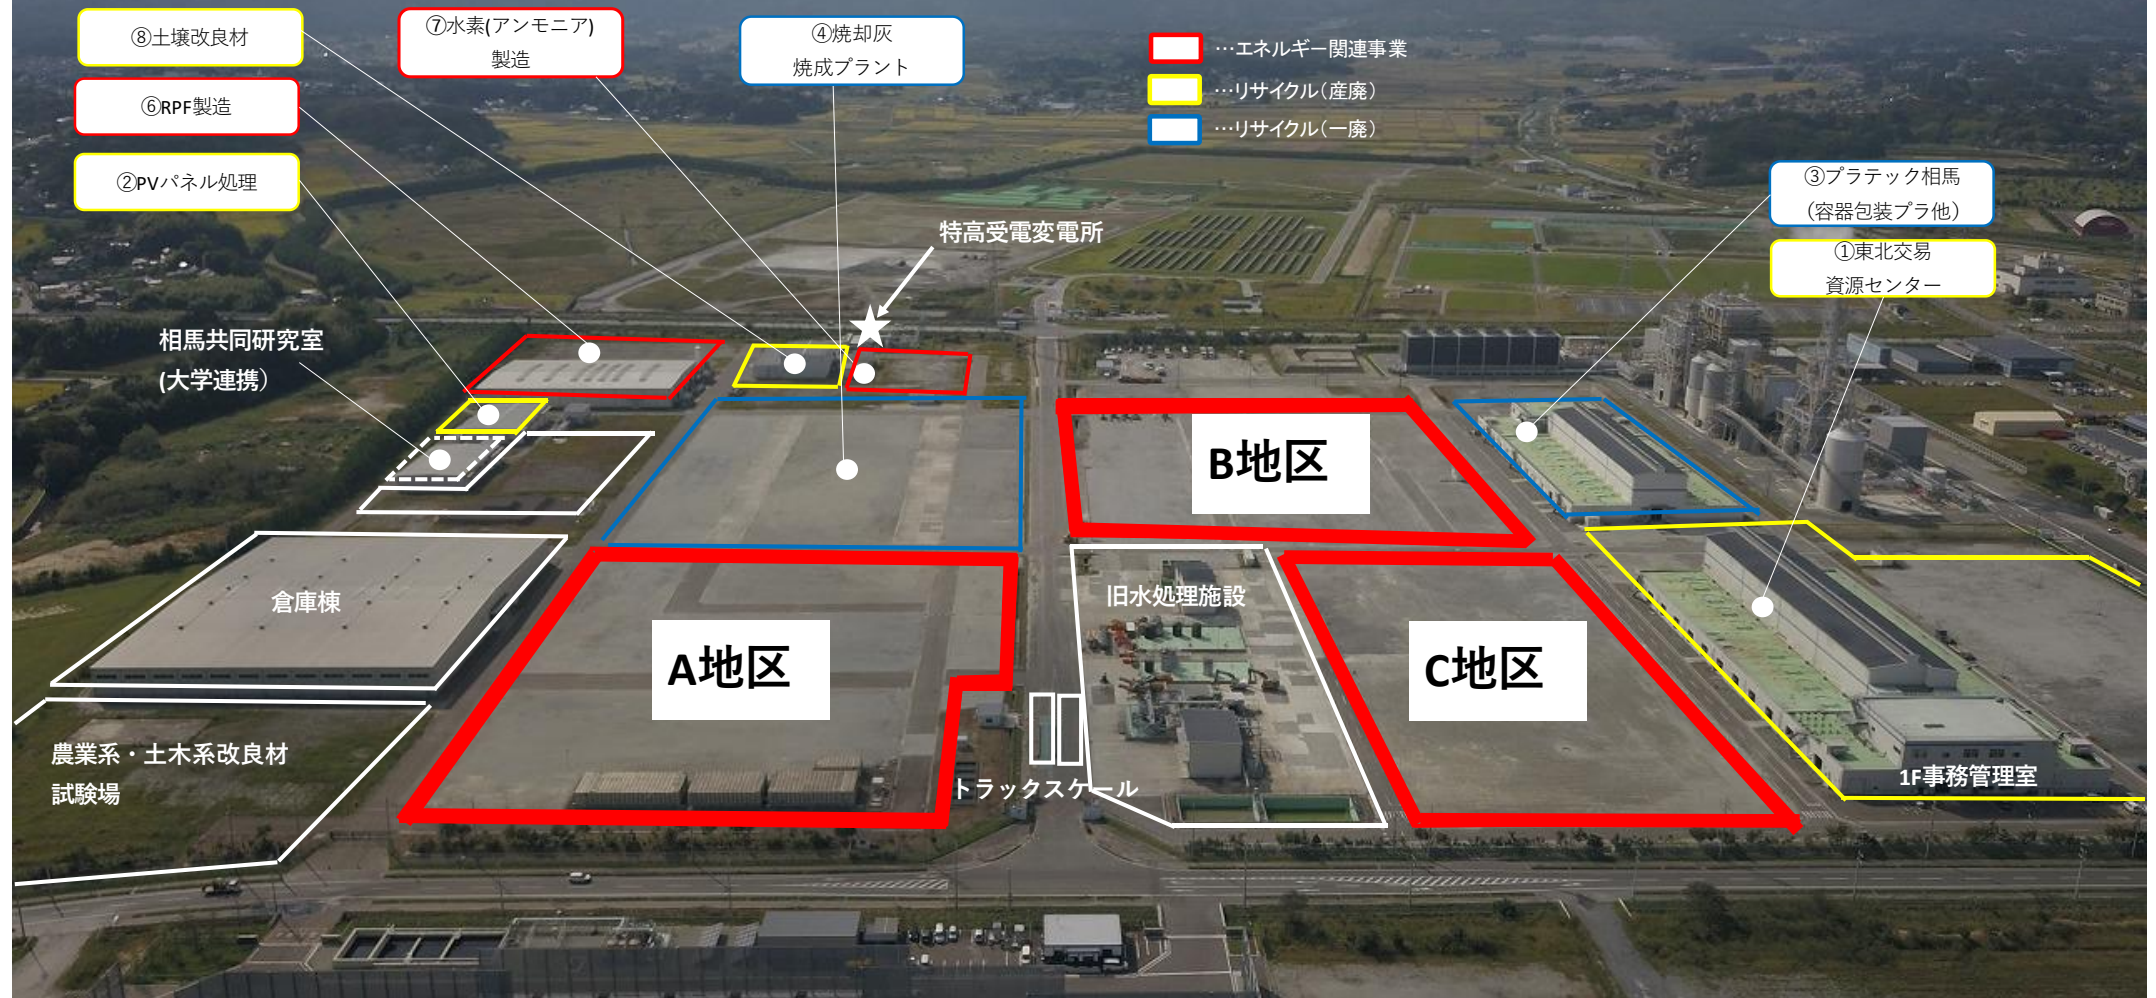 ⑧土壌改良材
⑦水素(アンモニア)
製造
④焼却灰
焼成プラント
…エネルギー関連事業
…リサイクル（産廃）
…リサイクル（一廃）
⑥RPF製造
②PVパネル処理
③プラテック相馬
（容器包装プラ他）
①東北交易
資源センター
特高受電変電所
相馬共同研究室
(大学連携）
B地区
倉庫棟
旧水処理施設
A地区
C地区
農業系・土木系改良材
試験場
トラックスケール
1F事務管理室